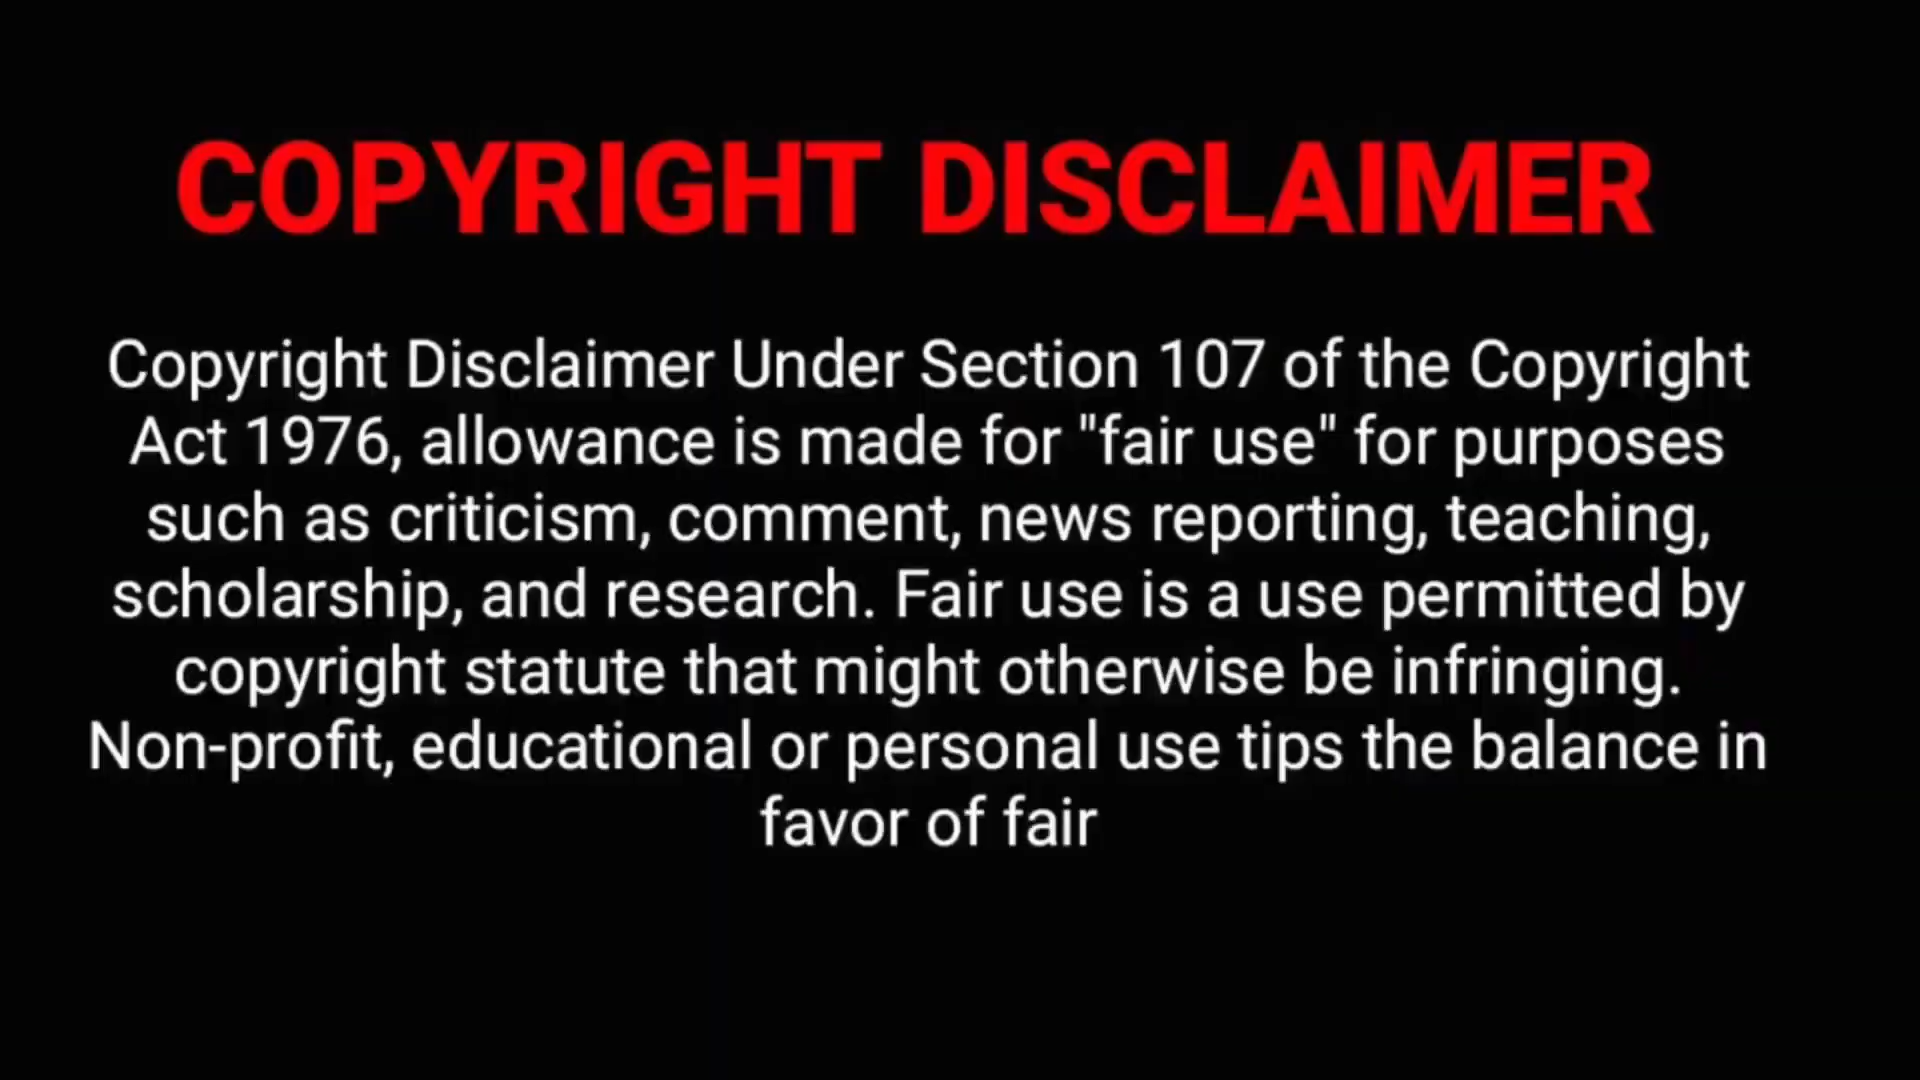 COPYRIGHT DISCLAIMER
Copyright Disclaimer Under Section 107 of the Copyright
Act 1976, allowance is made for "fair use" for purposes
such as criticism, comment, news reporting, teaching,
scholarship, and research. Fair use is a use permitted by
copyright statute that might otherwise be infringing.
Non-profit, educational or personal use tips the balance in
favor of fair